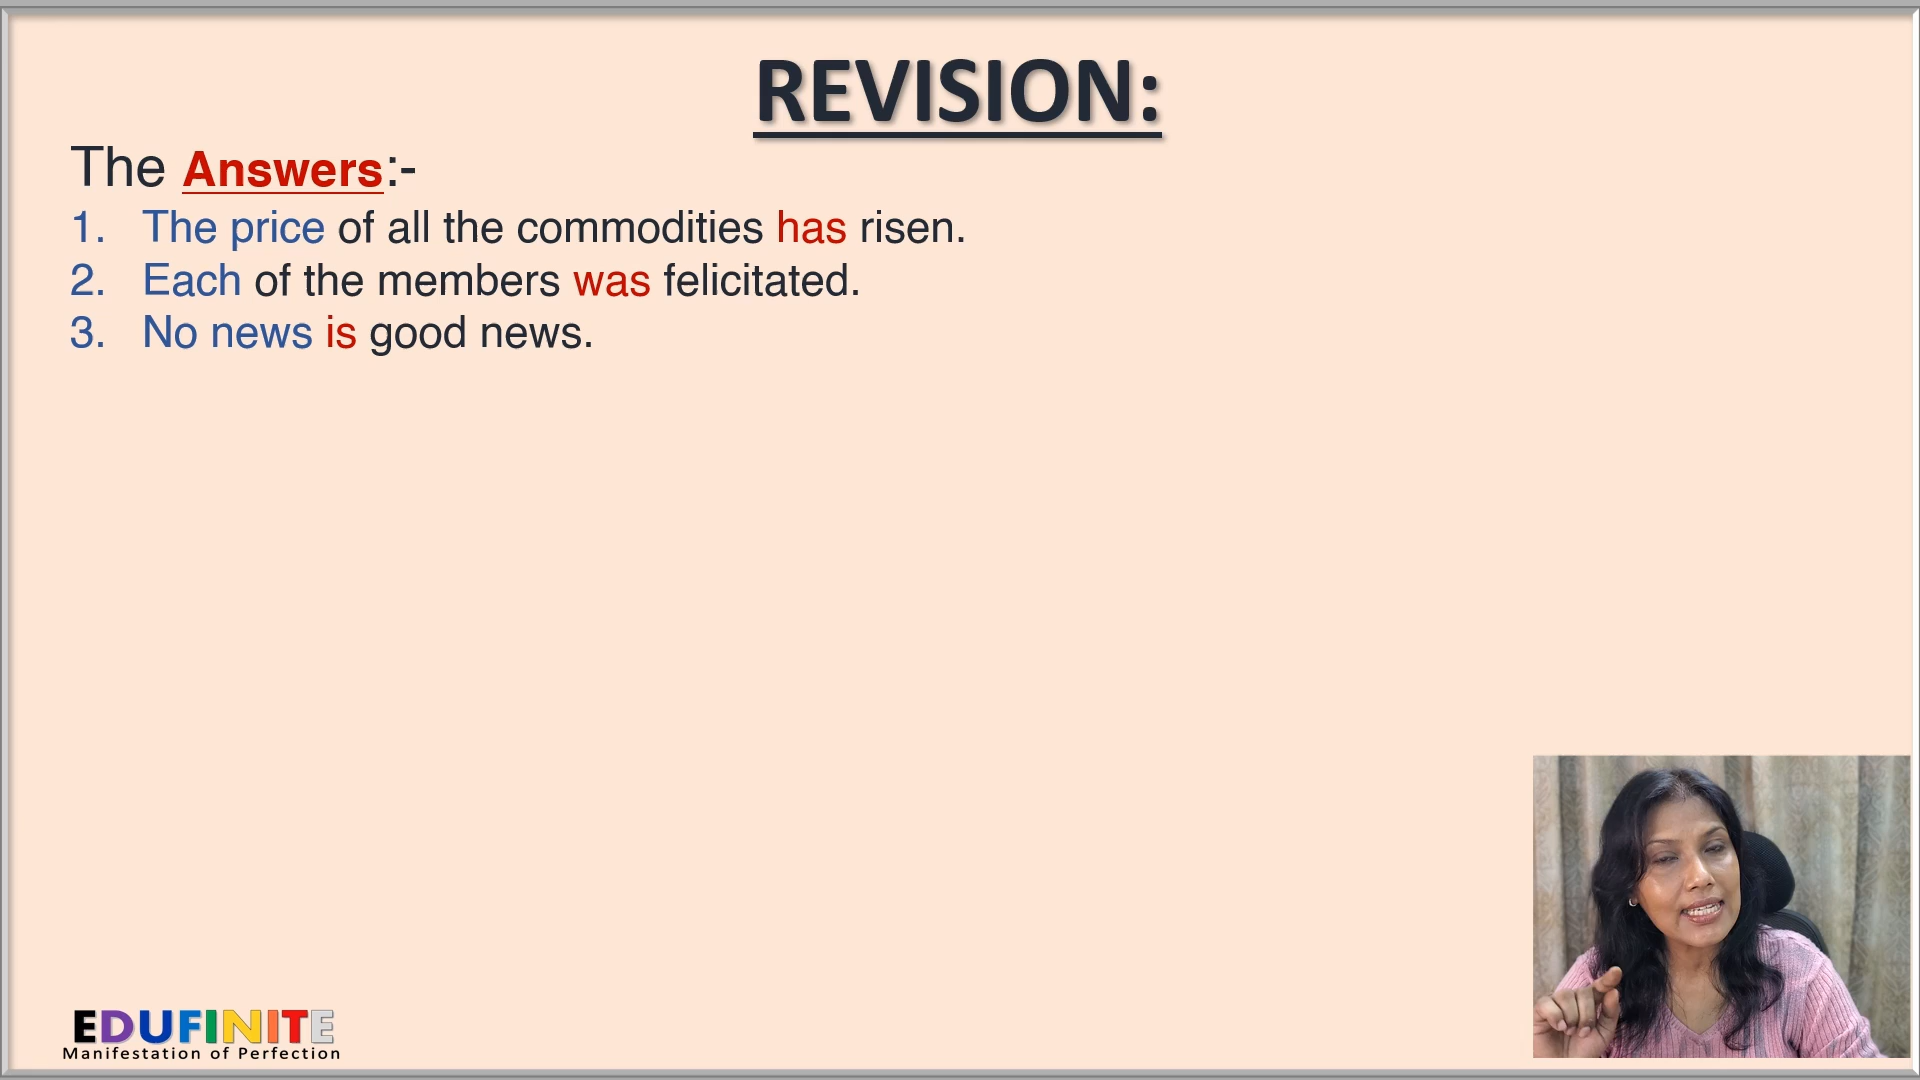 REVISION:
The Answers:-
1. The price of all the commodities has risen.
2. Each of the members was felicitated.
3. No news is good news.
EDUFINITE
Manifestation of Perfection